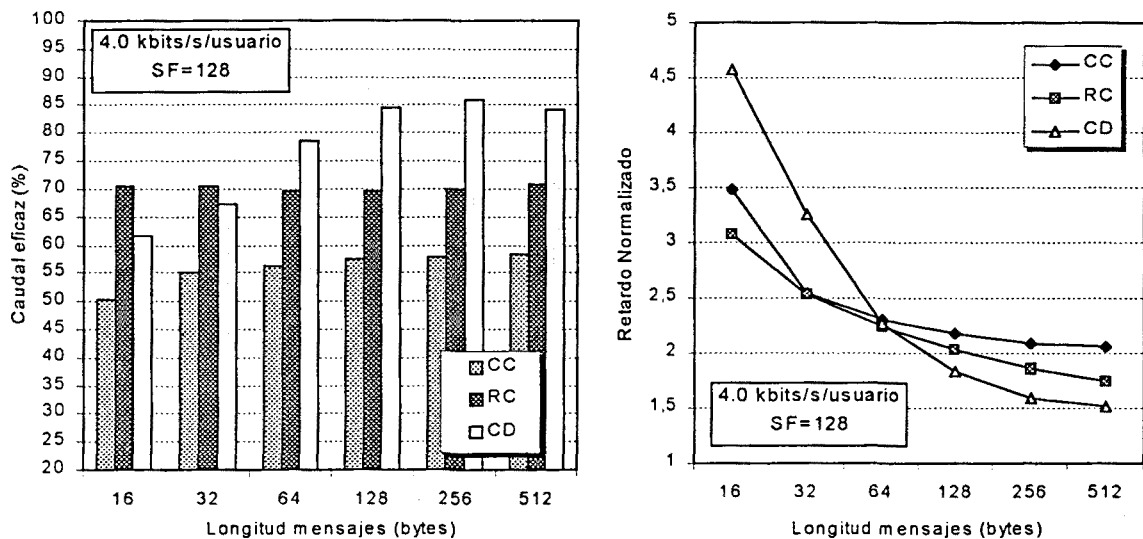 4.0 kbits/s/usuario
SF=128
Caudal eficaz (%)
100
95
90
85
80
75
70
65
60
55
50
45
40
35
30
25
20
CC
RC
CD
16 32 64 128 256 512
Longitud mensajes (bytes)
Retardo Normalizado
5
4.5
4
3.5
3
2.5
2
1.5
1
CC
RC
CD
4.0 kbits/s/usuario
SF=128
16 32 64 128 256 512
Longitud mensajes (bytes)